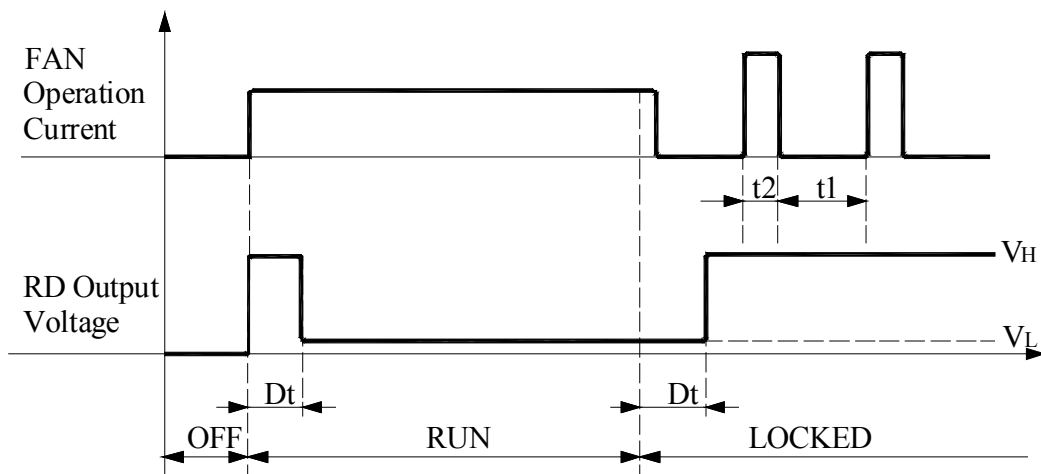 FAN
Operation
Current
t2
t1
VH
RD Output
Voltage
VL
Dt
Dt
OFF
RUN
LOCKED